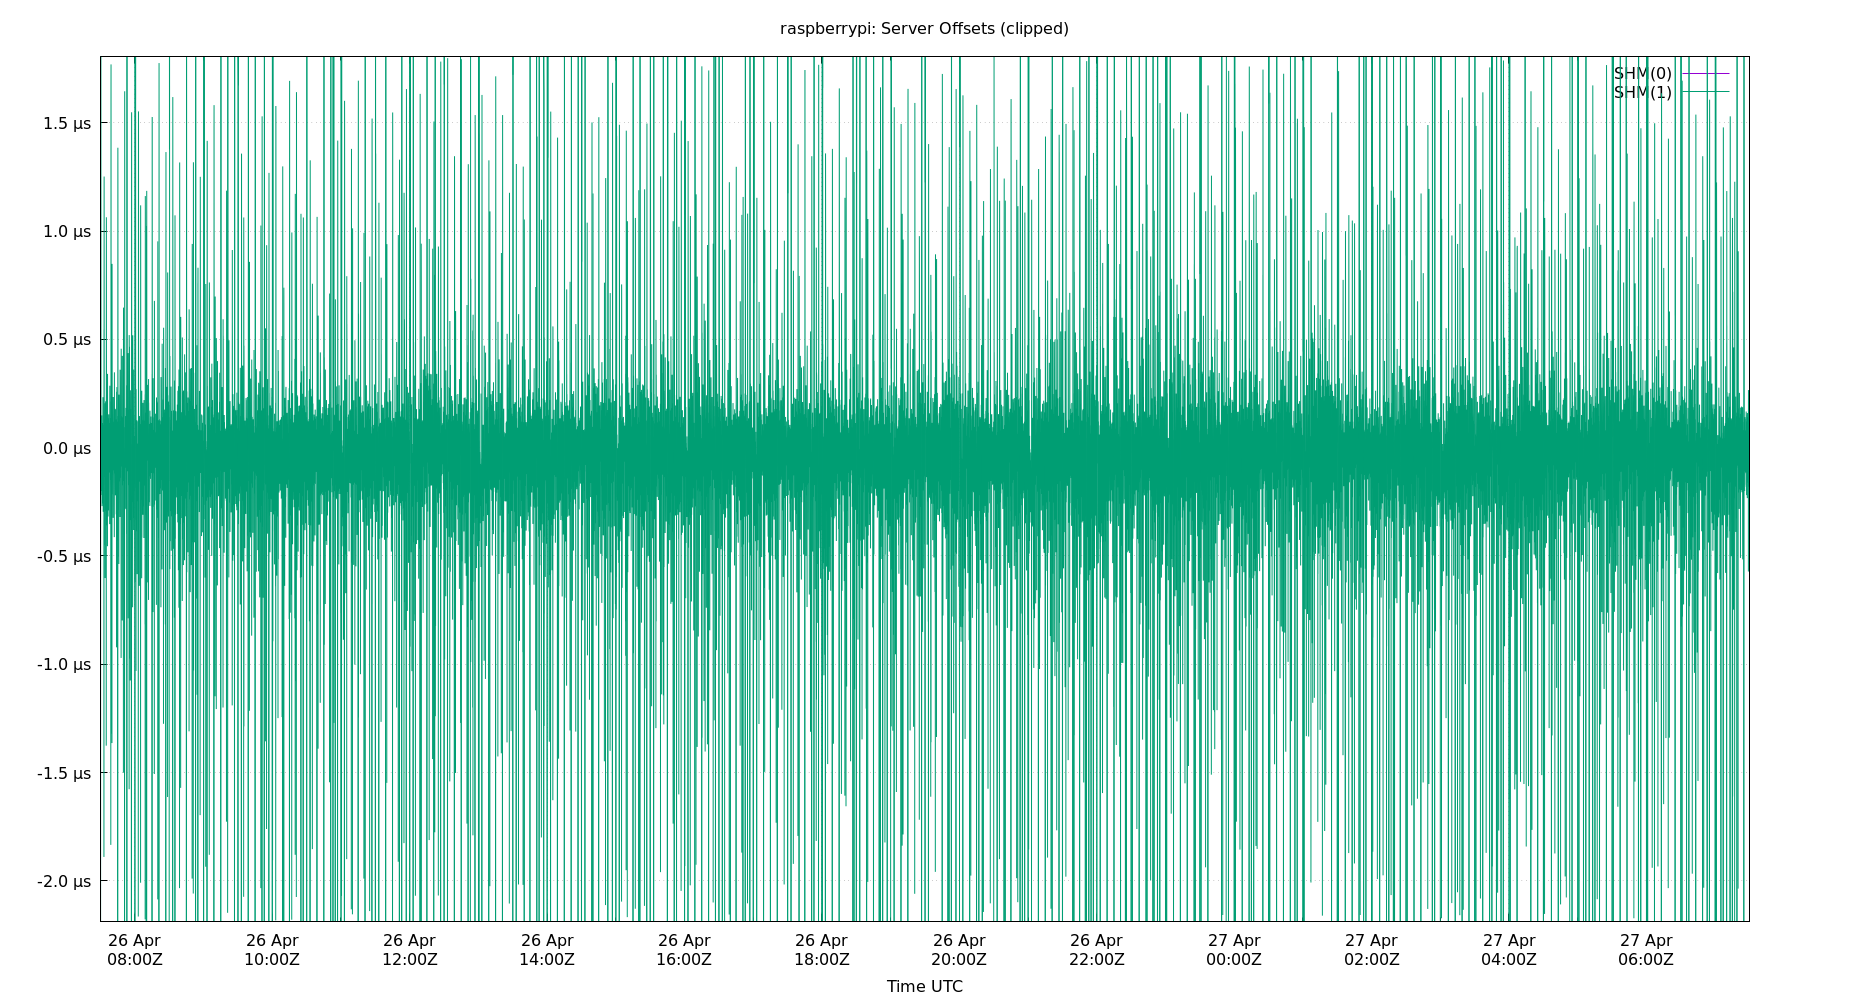 raspberrypi: Server Offsets (clipped)
SHM(0)
SHM(1)
1.5 µs
1.0 µs
0.5 µs
0.0 µs
-0.5 µs
-1.0 µs
-1.5 µs
-2.0 µs
26 Apr 26 Apr 26 Apr 26 Apr 26 Apr 26 Apr 26 Apr 26 Apr 27 Apr 27 Apr 27 Apr 27 Apr
08:00Z 10:00Z 12:00Z 14:00Z 16:00Z 18:00Z 20:00Z 22:00Z 00:00Z 02:00Z 04:00Z 06:00Z
Time UTC